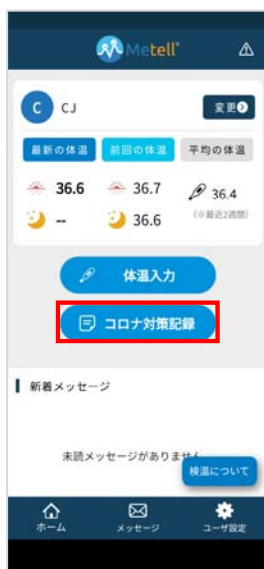 Metell
C CJ 変更
最新の体温 前回の体温 平均の体温
36.6 36.7 36.4
-- 36.6 (※最近2週間)
体温入力
コロナ対策記録
新着メッセージ
未読メッセージがありません
検温について
ホーム メッセージ ユーザ設定